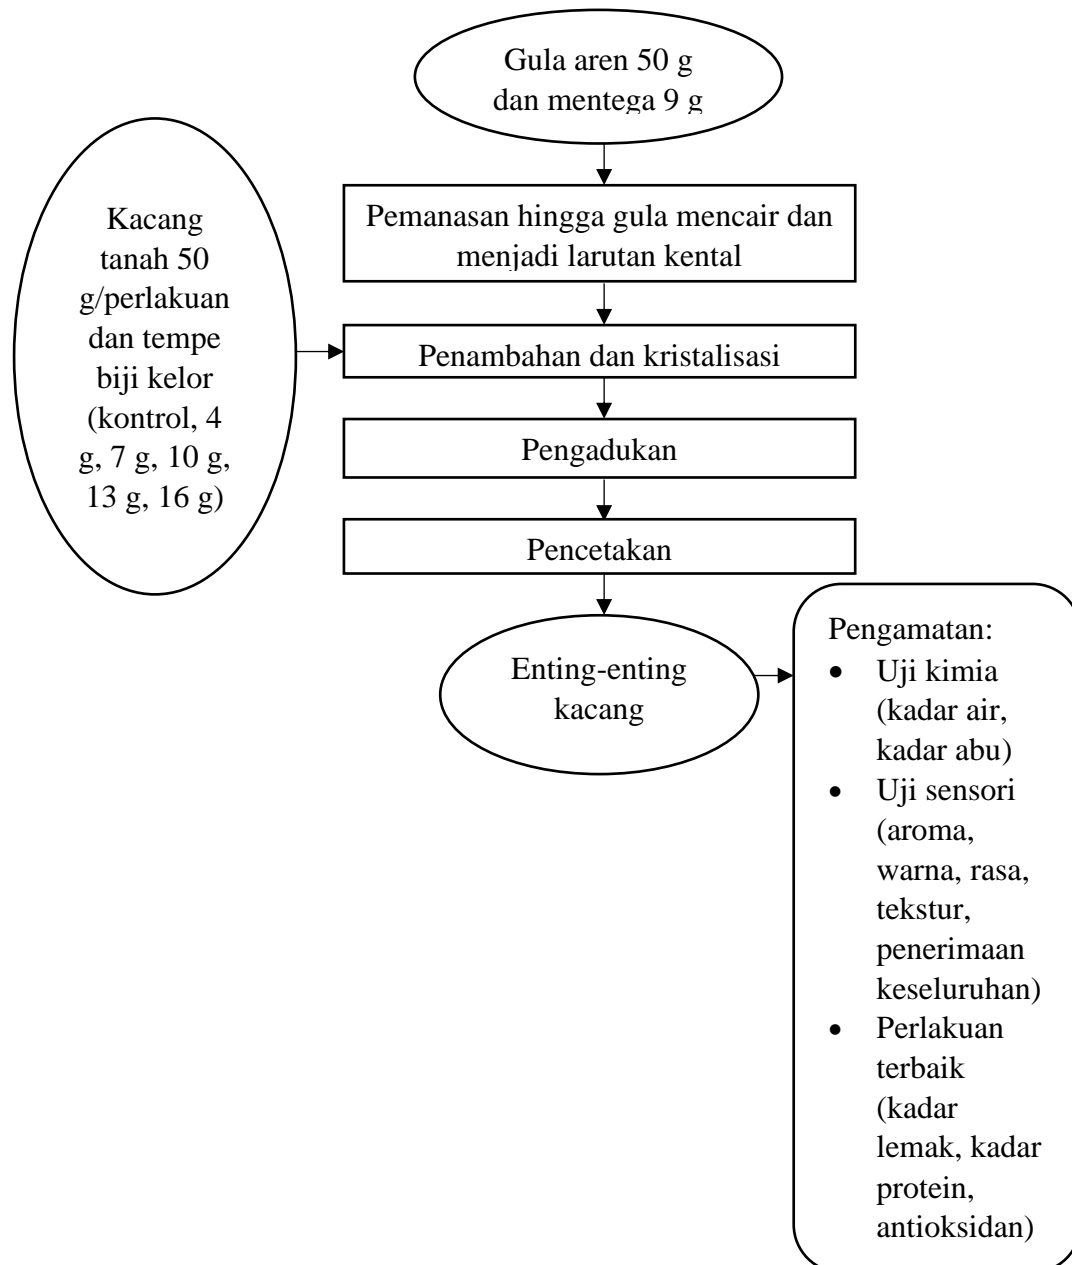 Gula aren 50 g
dan mentega 9 g
Pemanasan hingga gula mencair dan
menjadi larutan kental
Kacang
tanah 50
g/perlakuan
dan tempe
biji kelor
(kontrol, 4
g, 7 g, 10 g,
13 g, 16 g)
Penambahan dan kristalisasi
Pengadukan
Pencetakan
Enting-enting
kacang
Pengamatan:
• Uji kimia
(kadar air,
kadar abu)
• Uji sensori
(aroma,
warna, rasa,
tekstur,
penerimaan
keseluruhan)
• Perlakuan
terbaik
(kadar
lemak, kadar
protein,
antioksidan)